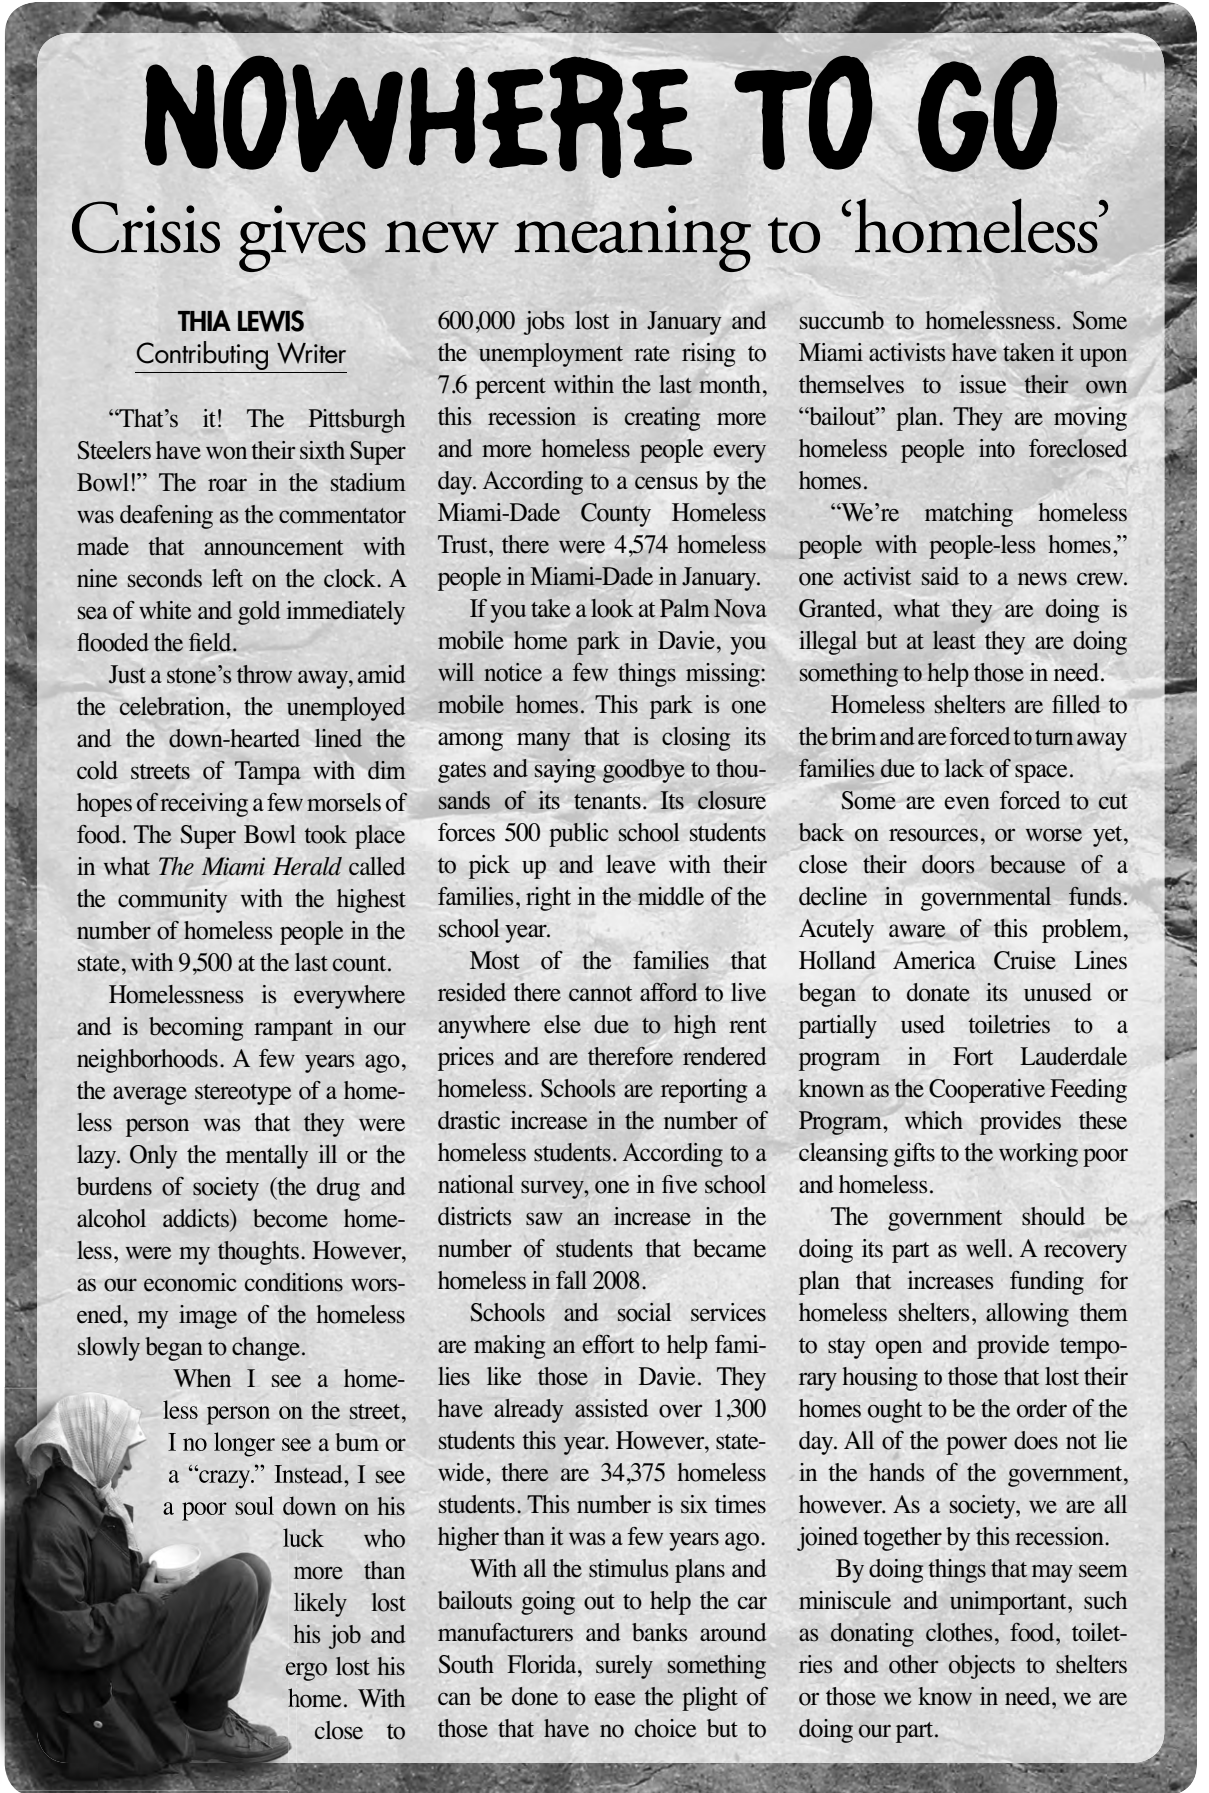 NOWHERE TO GO
Crisis gives new meaning to ‘homeless’
THIA LEWIS
Contributing Writer
“That’s it! The Pittsburgh
Steelers have won their sixth Super
Bowl!” The roar in the stadium
was deafening as the commentator
made that announcement with
nine seconds left on the clock. A
sea of white and gold immediately
flooded the field.
Just a stone’s throw away, amid
the celebration, the unemployed
and the down-hearted lined the
cold streets of Tampa with dim
hopes of receiving a few morsels of
food. The Super Bowl took place
in what The Miami Herald called
the community with the highest
number of homeless people in the
state, with 9,500 at the last count.
Homelessness is everywhere
and is becoming rampant in our
neighborhoods. A few years ago,
the average stereotype of a home-
less person was that they were
lazy. Only the mentally ill or the
burdens of society (the drug and
alcohol addicts) become home-
less, were my thoughts. However,
as our economic conditions wors-
ened, my image of the homeless
slowly began to change.
When I see a home-
less person on the street,
I no longer see a bum or
a “crazy.” Instead, I see
a poor soul down on his
luck who
more than
likely lost
his job and
ergo lost his
home. With
close to
600,000 jobs lost in January and
the unemployment rate rising to
7.6 percent within the last month,
this recession is creating more
and more homeless people every
day. According to a census by the
Miami-Dade County Homeless
Trust, there were 4,574 homeless
people in Miami-Dade in January.
If you take a look at Palm Nova
mobile home park in Davie, you
will notice a few things missing:
mobile homes. This park is one
among many that is closing its
gates and saying goodbye to thou-
sands of its tenants. Its closure
forces 500 public school students
to pick up and leave with their
families, right in the middle of the
school year.
Most of the families that
resided there cannot afford to live
anywhere else due to high rent
prices and are therefore rendered
homeless. Schools are reporting a
drastic increase in the number of
homeless students. According to a
national survey, one in five school
districts saw an increase in the
number of students that became
homeless in fall 2008.
Schools and social services
are making an effort to help fami-
lies like those in Davie. They
have already assisted over 1,300
students this year. However, state-
wide, there are 34,375 homeless
students. This number is six times
higher than it was a few years ago.
With all the stimulus plans and
bailouts going out to help the car
manufacturers and banks around
South Florida, surely something
can be done to ease the plight of
those that have no choice but to
succumb to homelessness. Some
Miami activists have taken it upon
themselves to issue their own
“bailout” plan. They are moving
homeless people into foreclosed
homes.
“We’re matching homeless
people with people-less homes,”
one activist said to a news crew.
Granted, what they are doing is
illegal but at least they are doing
something to help those in need.
Homeless shelters are filled to
the brim and are forced to turn away
families due to lack of space.
Some are even forced to cut
back on resources, or worse yet,
close their doors because of a
decline in governmental funds.
Acutely aware of this problem,
Holland America Cruise Lines
began to donate its unused or
partially used toiletries to a
program in Fort Lauderdale
known as the Cooperative Feeding
Program, which provides these
cleansing gifts to the working poor
and homeless.
The government should be
doing its part as well. A recovery
plan that increases funding for
homeless shelters, allowing them
to stay open and provide tempo-
rary housing to those that lost their
homes ought to be the order of the
day. All of the power does not lie
in the hands of the government,
however. As a society, we are all
joined together by this recession.
By doing things that may seem
miniscule and unimportant, such
as donating clothes, food, toilet-
ries and other objects to shelters
or those we know in need, we are
doing our part.